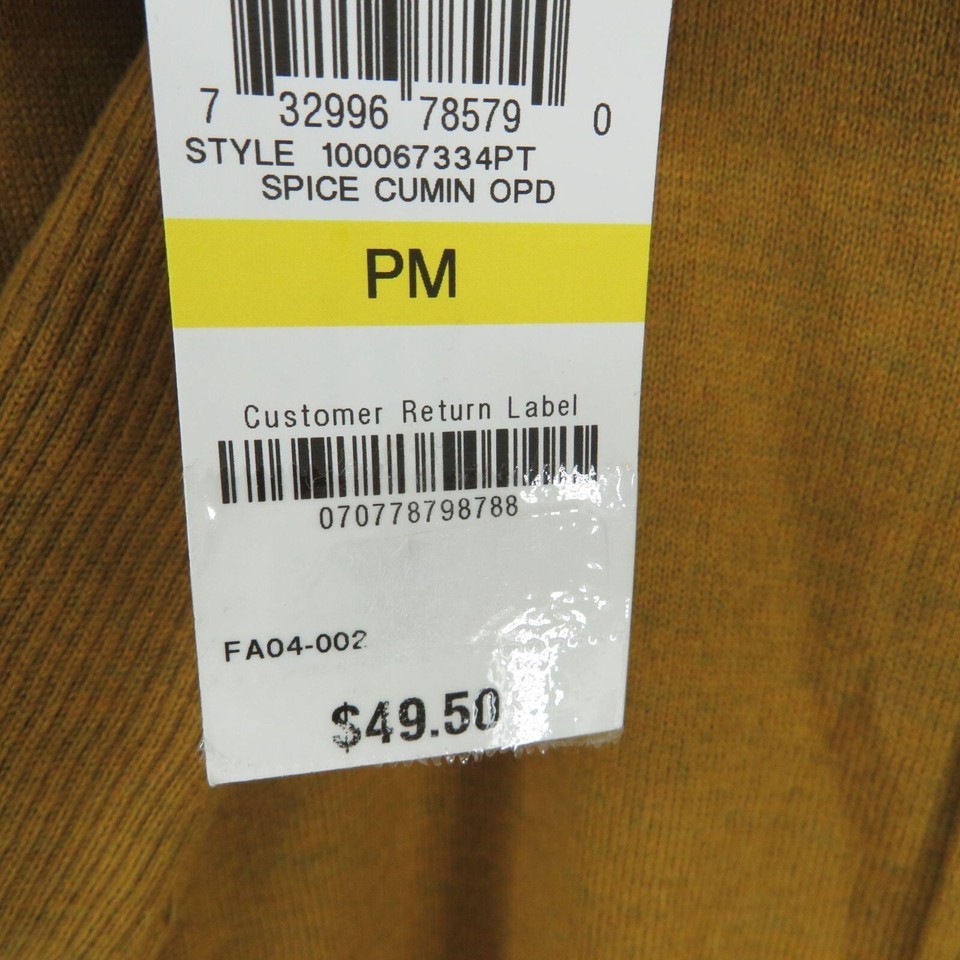 7 32996 78579 0
STYLE 100067334PT
SPICE CUMIN OPD
PM
Customer Return Label
070778798788
FA04-002
$49.50